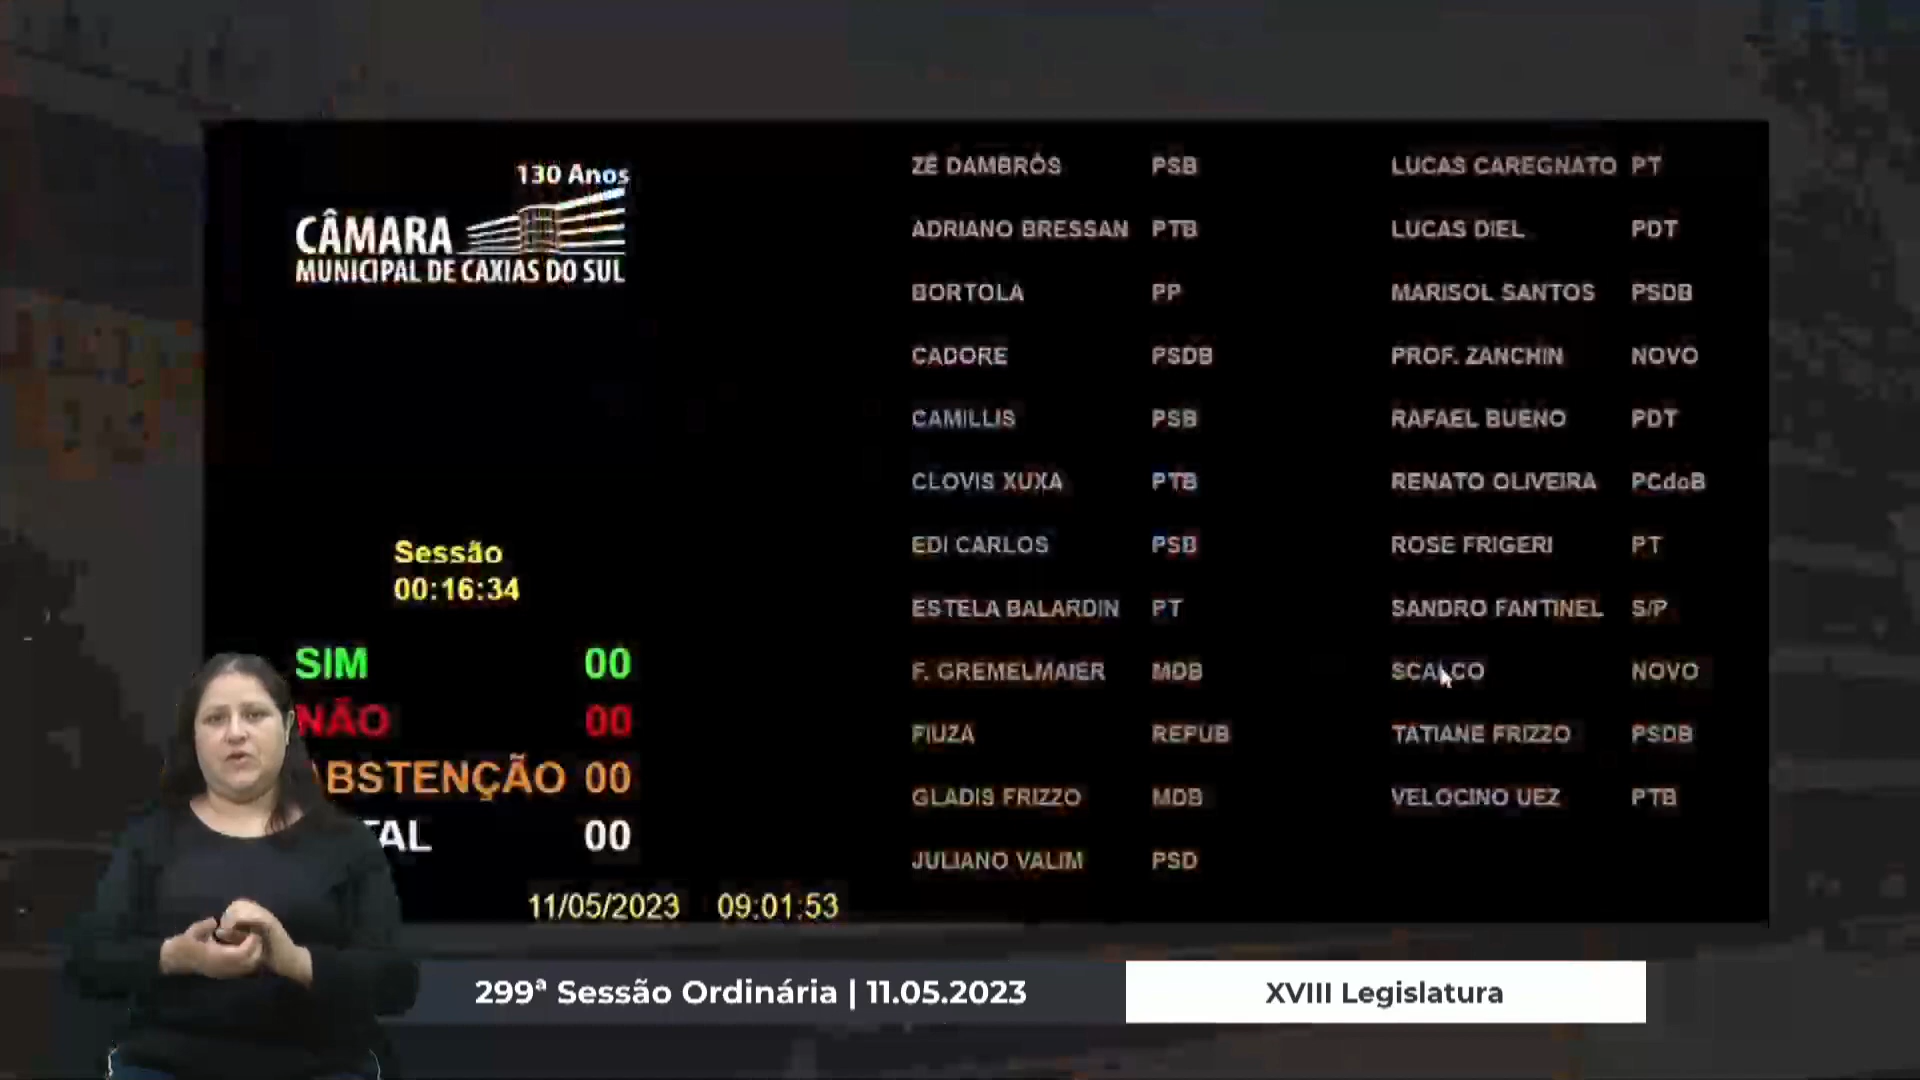 130 Anos
CÂMARA
MUNICIPAL DE CAXIAS DO SUL
Sessão
00:16:34
SIM 00
NÃO 00
ABSTENÇÃO 00
TAL 00
11/05/2023 09:01:53
ZÉ DAMBRÓS PSB
ADRIANO BRESSAN PTB
BORTOLA PP
CADORE PSDB
CAMILLIS PSB
CLOVIS XUXA PTB
EDI CARLOS PSB
ESTELA BALARDIN PT
F. GREMELMAIER MDB
FIUZA REPUB
GLADIS FRIZZO MDB
JULIANO VALIM PSD
LUCAS CAREGNATO PT
LUCAS DIEL PDT
MARISOL SANTOS PSDB
PROF. ZANCHIN NOVO
RAFAEL BUENO PDT
RENATO OLIVEIRA PCdoB
ROSE FRIGERI PT
SANDRO FANTINEL S/P
SCALCO NOVO
TATIANE FRIZZO PSDB
VELOCINO UEZ PTB
299ª Sessão Ordinária | 11.05.2023
XVIII Legislatura